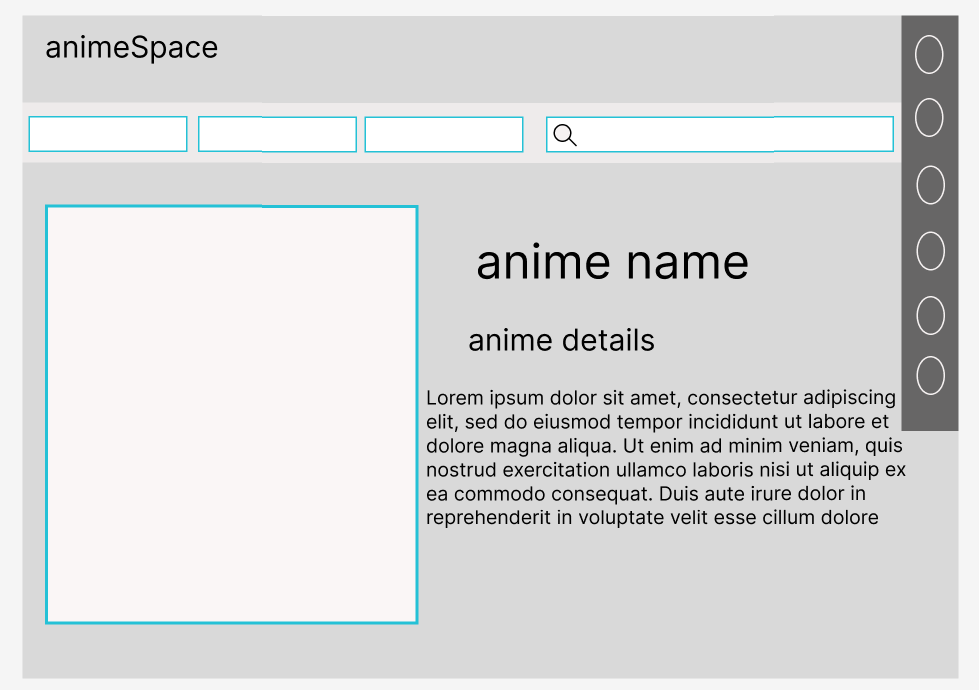 animeSpace
anime name
anime details
Lorem ipsum dolor sit amet, consectetur adipiscing
elit, sed do eiusmod tempor incididunt ut labore et
dolore magna aliqua. Ut enim ad minim veniam, quis
nostrud exercitation ullamco laboris nisi ut aliquip ex
ea commodo consequat. Duis aute irure dolor in
reprehenderit in voluptate velit esse cillum dolore